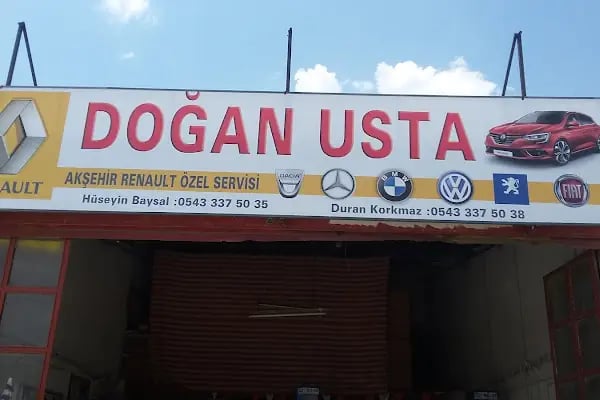 DOĞAN USTA
RENAULT
AKŞEHİR RENAULT ÖZEL SERVİSİ
DACIA
BMW
FIAT
Hüseyin Baysal :0543 337 50 35
Duran Korkmaz :0543 337 50 38